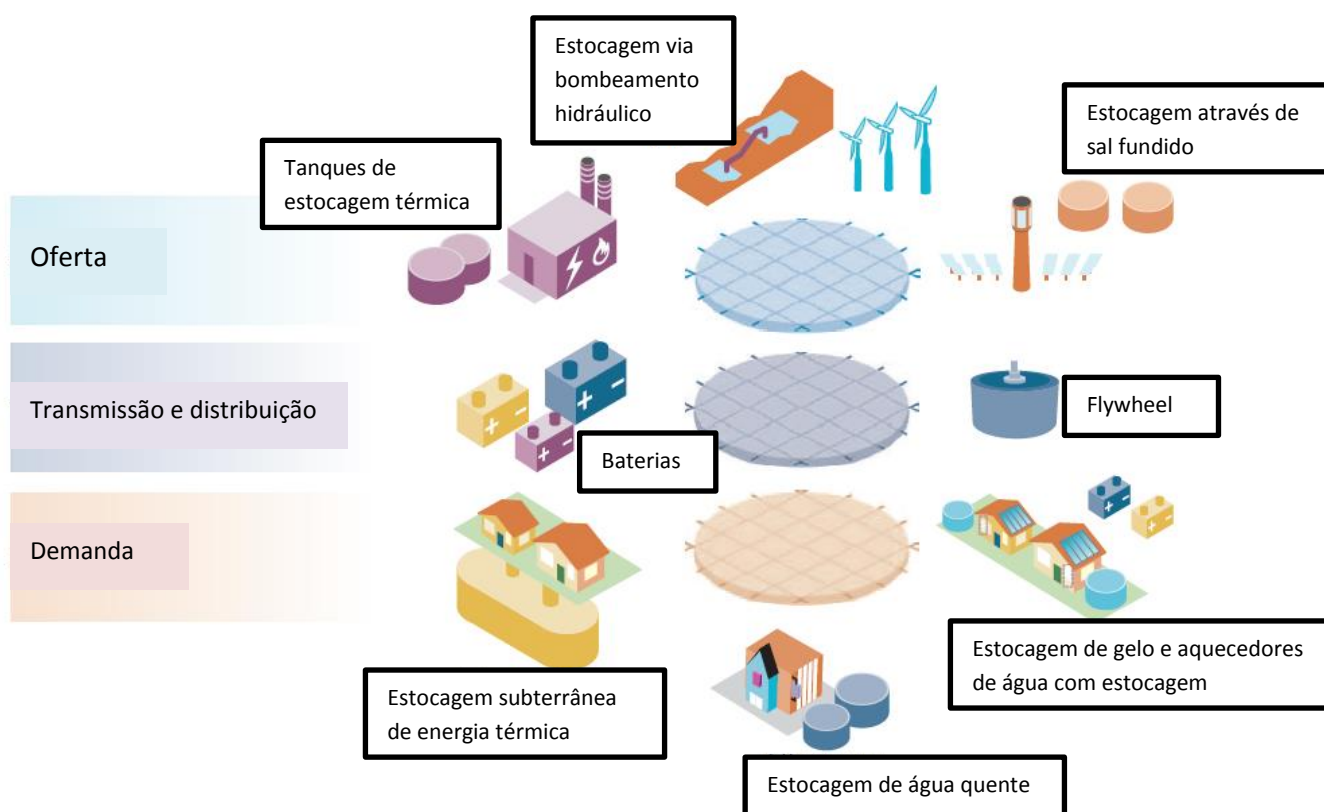 Estocagem via
bombeamento
hidráulico
Estocagem através de
sal fundido
Tanques de
estocagem térmica
Oferta
Transmissão e distribuição
Flywheel
Baterias
Demanda
Estocagem de gelo e aquecedores
de água com estocagem
Estocagem subterrânea
de energia térmica
Estocagem de água quente